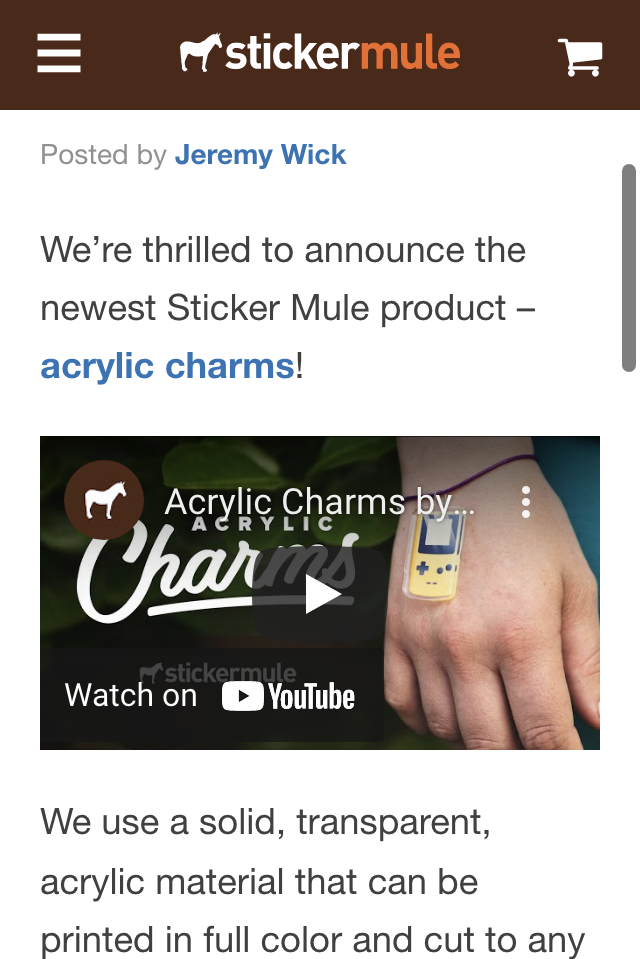 stickermule
Posted by Jeremy Wick
We’re thrilled to announce the
newest Sticker Mule product –
acrylic charms!
Acrylic Charms by...
ACRYLIC
Charms
stickermule
Watch on YouTube
We use a solid, transparent,
acrylic material that can be
printed in full color and cut to any